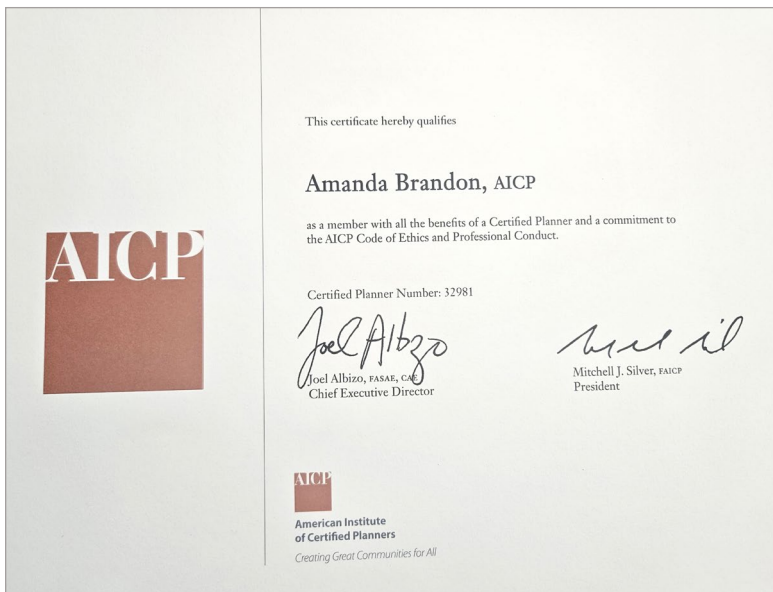 This certificate hereby qualifies
Amanda Brandon, AICP
as a member with all the benefits of a Certified Planner and a commitment to
the AICP Code of Ethics and Professional Conduct.
AICP
Certified Planner Number: 32981
Joel Albizo
Joel Albizo, FASAE, CAE
Chief Executive Director
Mitchell J. Silver, FAICP
President
AICP
American Institute
of Certified Planners
Creating Great Communities for All